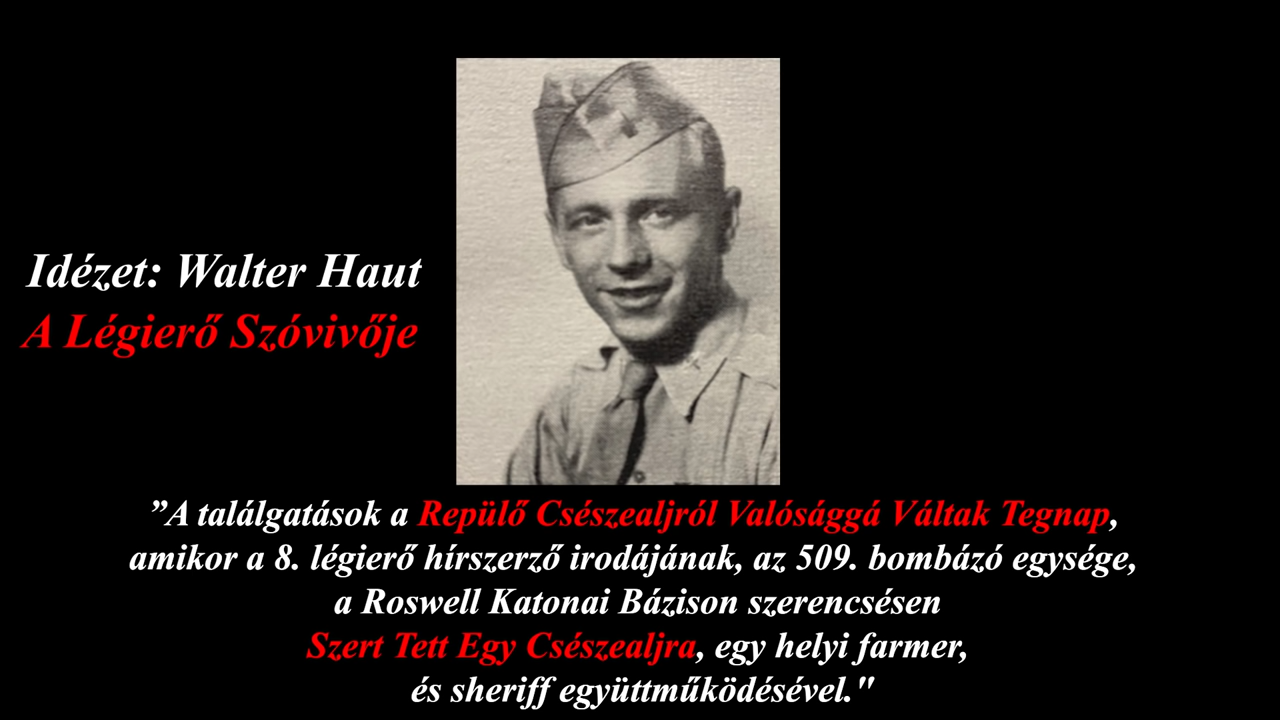 Idézet: Walter Haut
A Légierő Szóvivője
”A találgatások a Repülő Csészealjról Valósággá Váltak Tegnap,
amikor a 8. légierő hírszerző irodájának, az 509. bombázó egysége,
a Roswell Katonai Bázison szerencsésen
Szert Tett Egy Csészealjra, egy helyi farmer,
és sheriff együttműködésével."